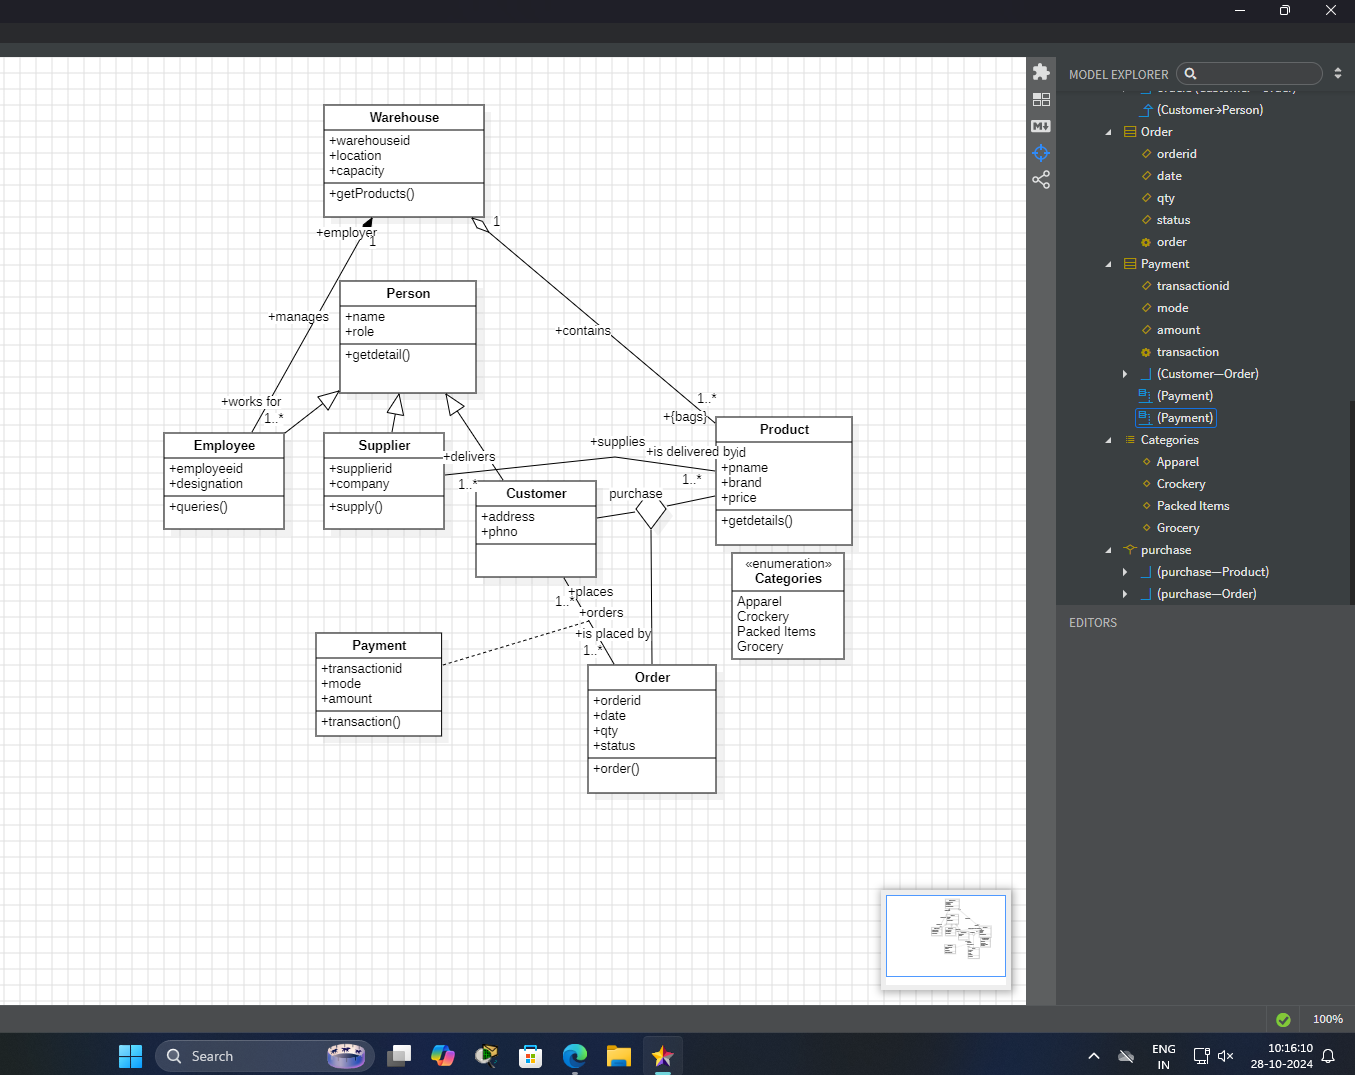 MODEL EXPLORER
(Customer→Person)
Order
orderid
date
qty
status
order
Payment
transactionid
mode
amount
transaction
(Customer—Order)
(Payment)
(Payment)
Categories
Apparel
Crockery
Packed Items
Grocery
purchase
(purchase—Product)
(purchase—Order)
EDITORS
Warehouse
+warehouseid
+location
+capacity
+getProducts()
+employer
1
1
Person
+name
+role
+getdetail()
+manages
+contains
+works for
1..*
1..*
+{bags}
Employee
+employeeid
+designation
+queries()
Supplier
+supplierid
+company
+supply()
+delivers
1..*
+supplies
+is delivered by
1..*
Product
id
+pname
+brand
+price
+getdetails()
Customer
+address
+phno
purchase
«enumeration»
Categories
Apparel
Crockery
Packed Items
Grocery
+places
1..*
+orders
+is placed by
1..*
Payment
+transactionid
+mode
+amount
+transaction()
Order
+orderid
+date
+qty
+status
+order()
100%
Search
ENG
IN
10:16:10
28-10-2024